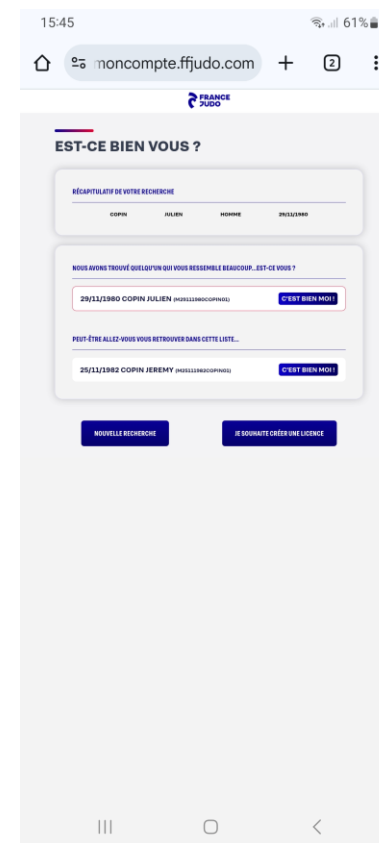 15:45 61%
moncompte.ffjudo.com 2
FRANCE
JUDO
EST-CE BIEN VOUS ?
RÉCAPITULATIF DE VOTRE RECHERCHE
COPIN JULIEN HOMME 29/11/1980
NOUS AVONS TROUVÉ QUELQU'UN QUI VOUS RESSEMBLE BEAUCOUP...EST-CE VOUS ?
29/11/1980 COPIN JULIEN (M29111980COPIN01) C'EST BIEN MOI !
PEUT-ÊTRE ALLEZ-VOUS VOUS RETROUVER DANS CETTE LISTE...
25/11/1982 COPIN JEREMY (M25111982COPIN01) C'EST BIEN MOI !
NOUVELLE RECHERCHE JE SOUHAITE CRÉER UNE LICENCE